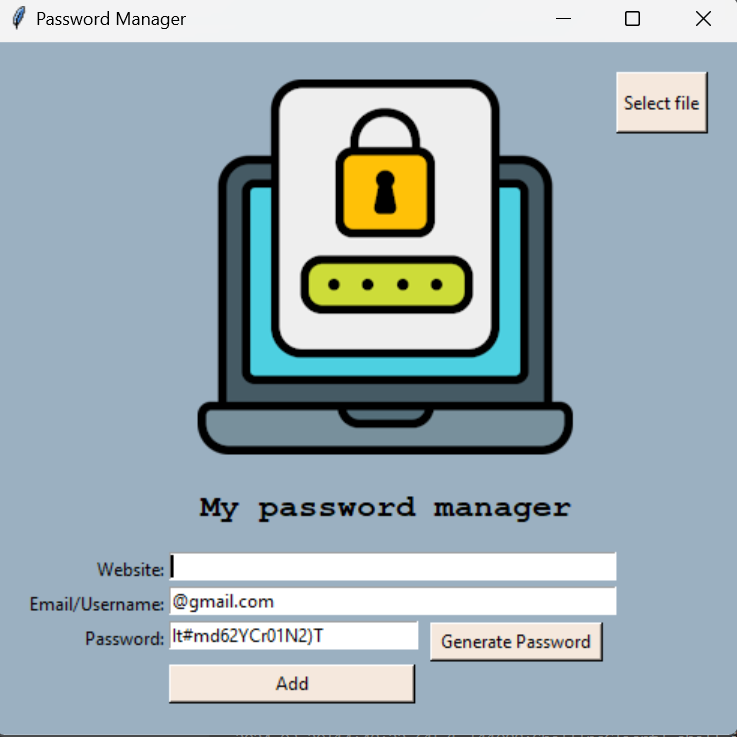 Password Manager
Select file
My password manager
Website:
Email/Username: @gmail.com
Password: lt#md62YCr01N2)T Generate Password
Add